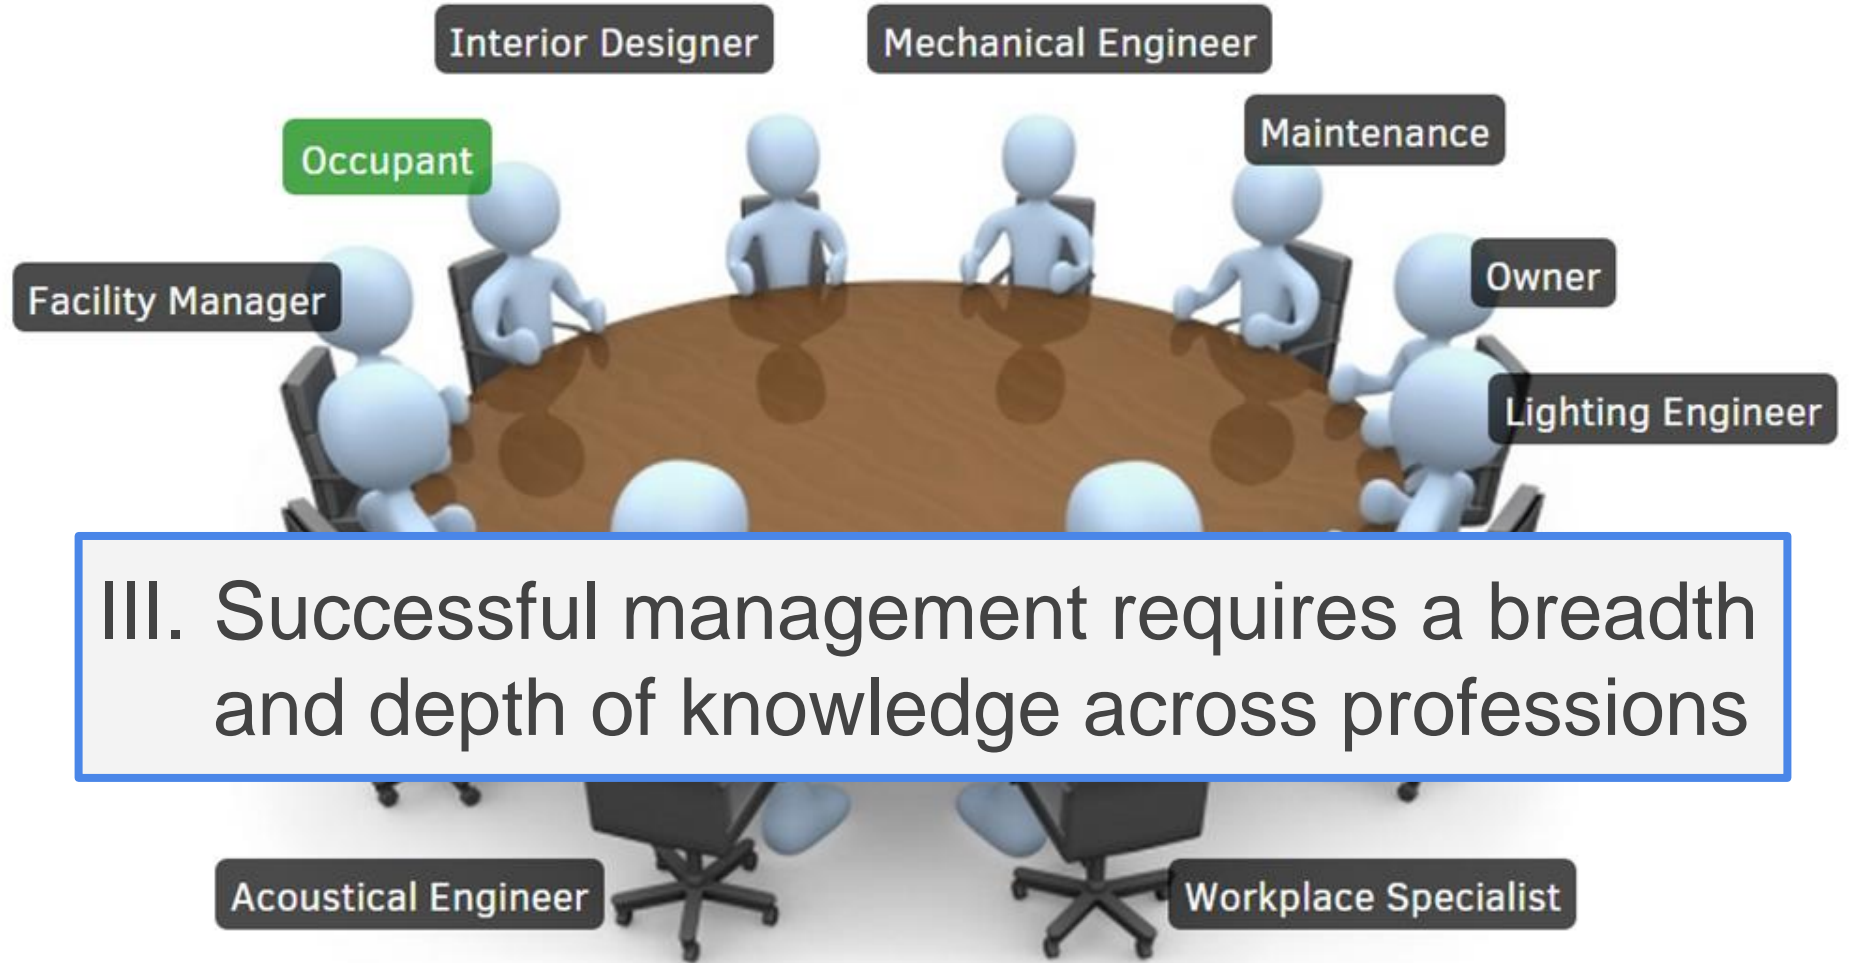 Interior Designer
Mechanical Engineer
Maintenance
Occupant
Owner
Facility Manager
Lighting Engineer
III. Successful management requires a breadth
and depth of knowledge across professions
Acoustical Engineer
Workplace Specialist